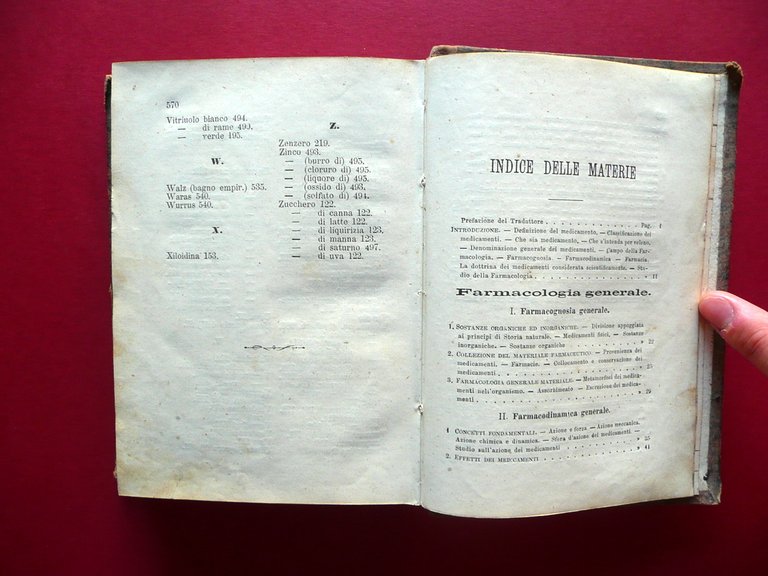 570
Vitriuolo bianco 494.
— di rame 490.
— verde 195.
W.
Walz (bagno empir.) 535.
Waras 540.
Wurrus 540.
X.
Xiloidina 153.
Z.
Zenzero 219.
Zinco 493.
— (burro di) 495.
— (cloruro di) 495.
— (liquore di) 495.
— (ossido di) 493.
— (solfato di) 494.
Zucchero 122.
— di canna 122.
— di latte 122.
— di liquirizia 123.
— di manna 123.
— di saturno 497.
— di uva 122.
INDICE DELLE MATERIE
Prefazione del Traduttore . . . . . . . . . . . . Pag. 1
INTRODUZIONE. — Definizione del medicamento, — Classificazione dei
medicamenti. — Che sia medicamento, — Che s'intenda per veleno,
— Denominazione generale dei medicamenti. — Campo della Far-
macologia. — Farmacognosia. — Farmacodinamica. — Farmacia.
La dottrina dei medicamenti considerata scientificamente. — Stu-
dio della Farmacologia. . . . . . . . . . . . . . » 11
Farmacologia generale.
I. Farmacognosia generale.
1. SOSTANZE ORGANICHE ED INORGANICHE. — Divisione appoggiata
ai principi di Storia naturale. — Medicamenti fisici, — Sostanze
inorganiche. — Sostanze organiche . . . . . . . . . » 22
2. COLLEZIONE DEL MATERIALE FARMACEUTICO. — Provenienza dei
medicamenti. — Farmacie. — Collocamento e conservazione dei
medicamenti . . . . . . . . . . . . . . . . . » 25
3. FARMACOLOGIA GENERALE MATERIALE. — Metamorfosi dei medica-
menti nell'organismo. — Assorbimento — Escrezione dei medica-
menti . . . . . . . . . . . . . . . . . . . » 29
II. Farmacodinamica generale.
1 CONCETTI FONDAMENTALI. — Azione e forza — Azione meccanica.
— Azione chimica e dinamica. — Sfera d'azione dei medicamenti. —
Studio sull'azione dei medicamenti . . . . . . . . . » 35
2. EFFETTI DEI MEDICAMENTI . . . . . . . . . . . . » 41